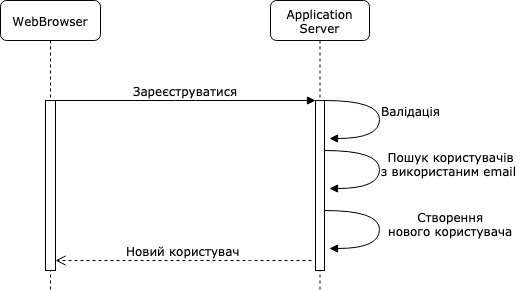 WebBrowser
Application
Server
Зареєструватися
Валідація
Пошук користувачів
з використаним email
Створення
нового користувача
Новий користувач